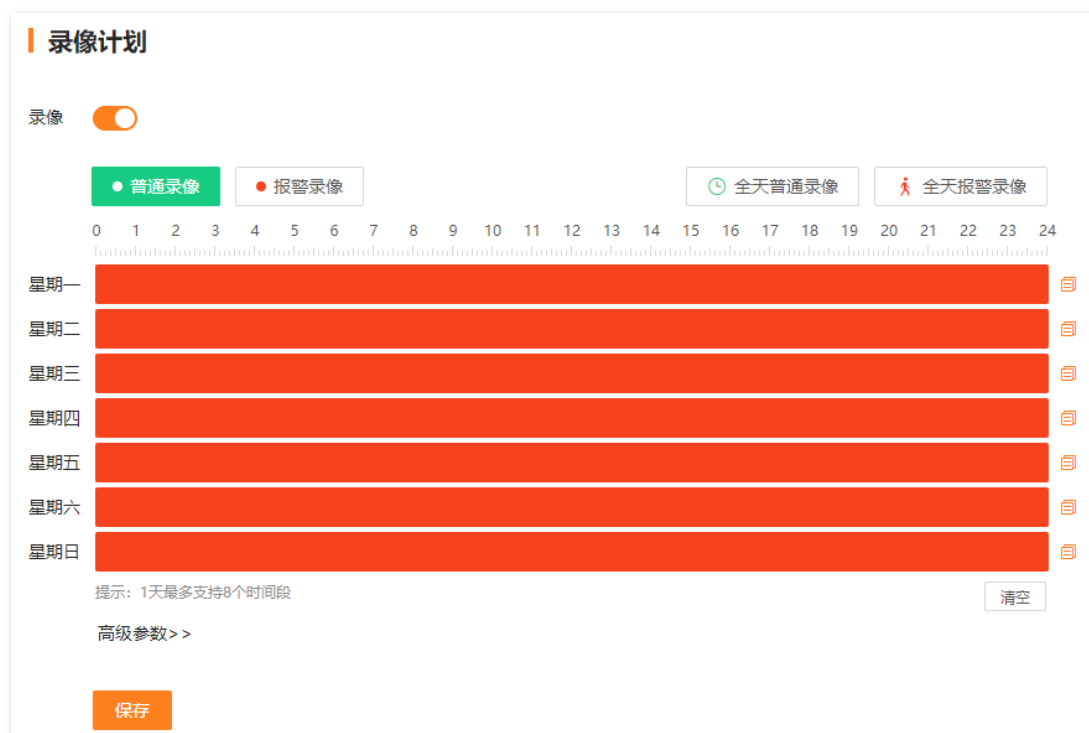 录像计划
录像
普通录像 报警录像 全天普通录像 全天报警录像
0 1 2 3 4 5 6 7 8 9 10 11 12 13 14 15 16 17 18 19 20 21 22 23 24
星期一
星期二
星期三
星期四
星期五
星期六
星期日
提示：1天最多支持8个时间段 清空
高级参数>>
保存